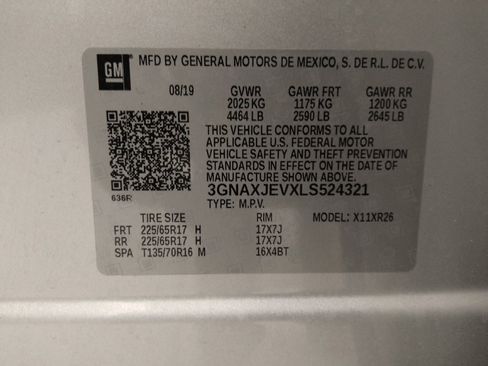 GM
MFD BY GENERAL MOTORS DE MEXICO, S. DE R.L. DE C.V.
08/19 GVWR GAWR FRT GAWR RR
2025 KG 1175 KG 1200 KG
4464 LB 2590 LB 2645 LB
THIS VEHICLE CONFORMS TO ALL
APPLICABLE U.S. FEDERAL MOTOR
VEHICLE SAFETY AND THEFT PREVENTION
STANDARDS IN EFFECT ON THE DATE OF
MANUFACTURE SHOWN ABOVE.
3GNAXJEVXLS524321
636R
TYPE: M.P.V.
TIRE SIZE RIM MODEL: X11XR26
FRT 225/65R17 H 17X7J
RR 225/65R17 H 17X7J
SPA T135/70R16 M 16X4BT